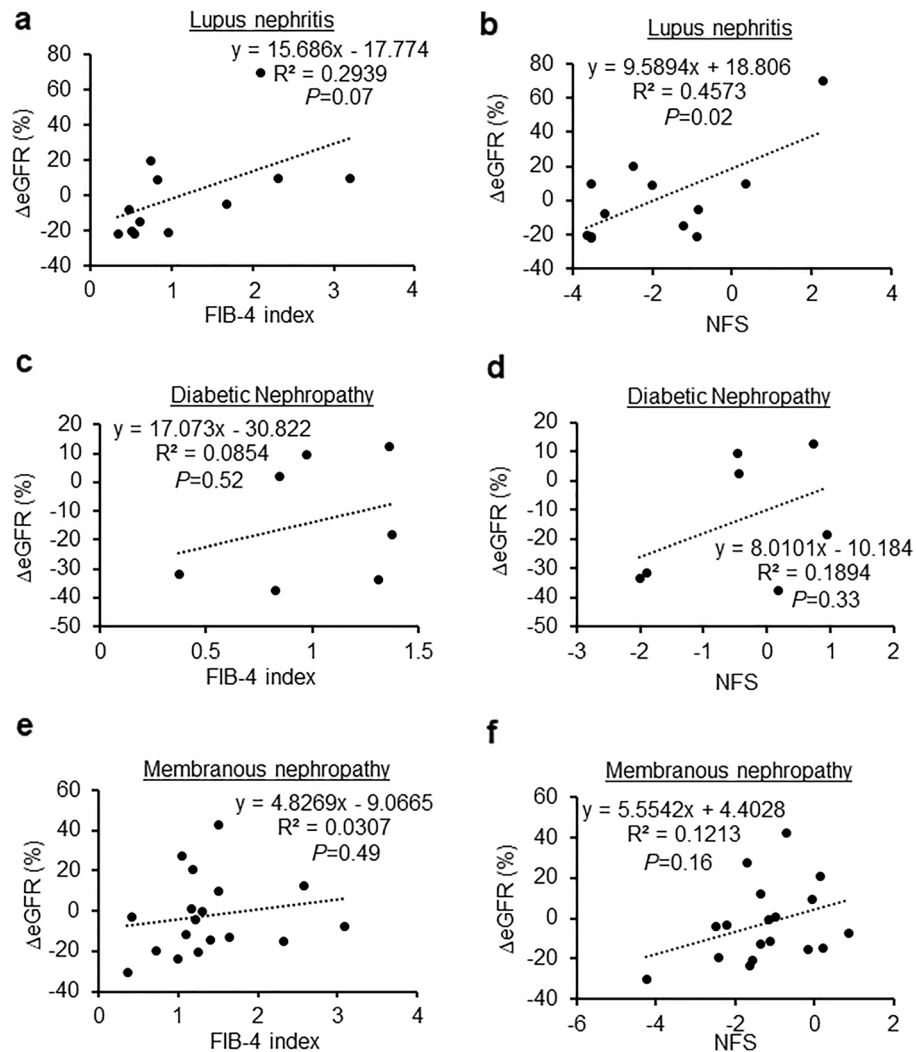 a
Lupus nephritis
y = 15.686x - 17.774
R² = 0.2939
P=0.07
80
60
40
20
0
-20
-40
ΔeGFR (%)
0 1 2 3 4
FIB-4 index
b
Lupus nephritis
y = 9.5894x + 18.806
R² = 0.4573
P=0.02
80
60
40
20
0
-20
-40
ΔeGFR (%)
-4 -2 0 2 4
NFS
c
Diabetic Nephropathy
y = 17.073x - 30.822
R² = 0.0854
P=0.52
20
10
0
-10
-20
-30
-40
-50
ΔeGFR (%)
0 0.5 1 1.5
FIB-4 index
d
Diabetic Nephropathy
20
10
0
-10
-20
-30
-40
-50
ΔeGFR (%)
y = 8.0101x - 10.184
R² = 0.1894
P=0.33
-3 -2 -1 0 1 2
NFS
e
Membranous nephropathy
y = 4.8269x - 9.0665
R² = 0.0307
P=0.49
60
40
20
0
-20
-40
ΔeGFR (%)
0 1 2 3 4
FIB-4 index
f
Membranous nephropathy
y = 5.5542x + 4.4028
R² = 0.1213
P=0.16
60
40
20
0
-20
-40
ΔeGFR (%)
-6 -4 -2 0 2
NFS